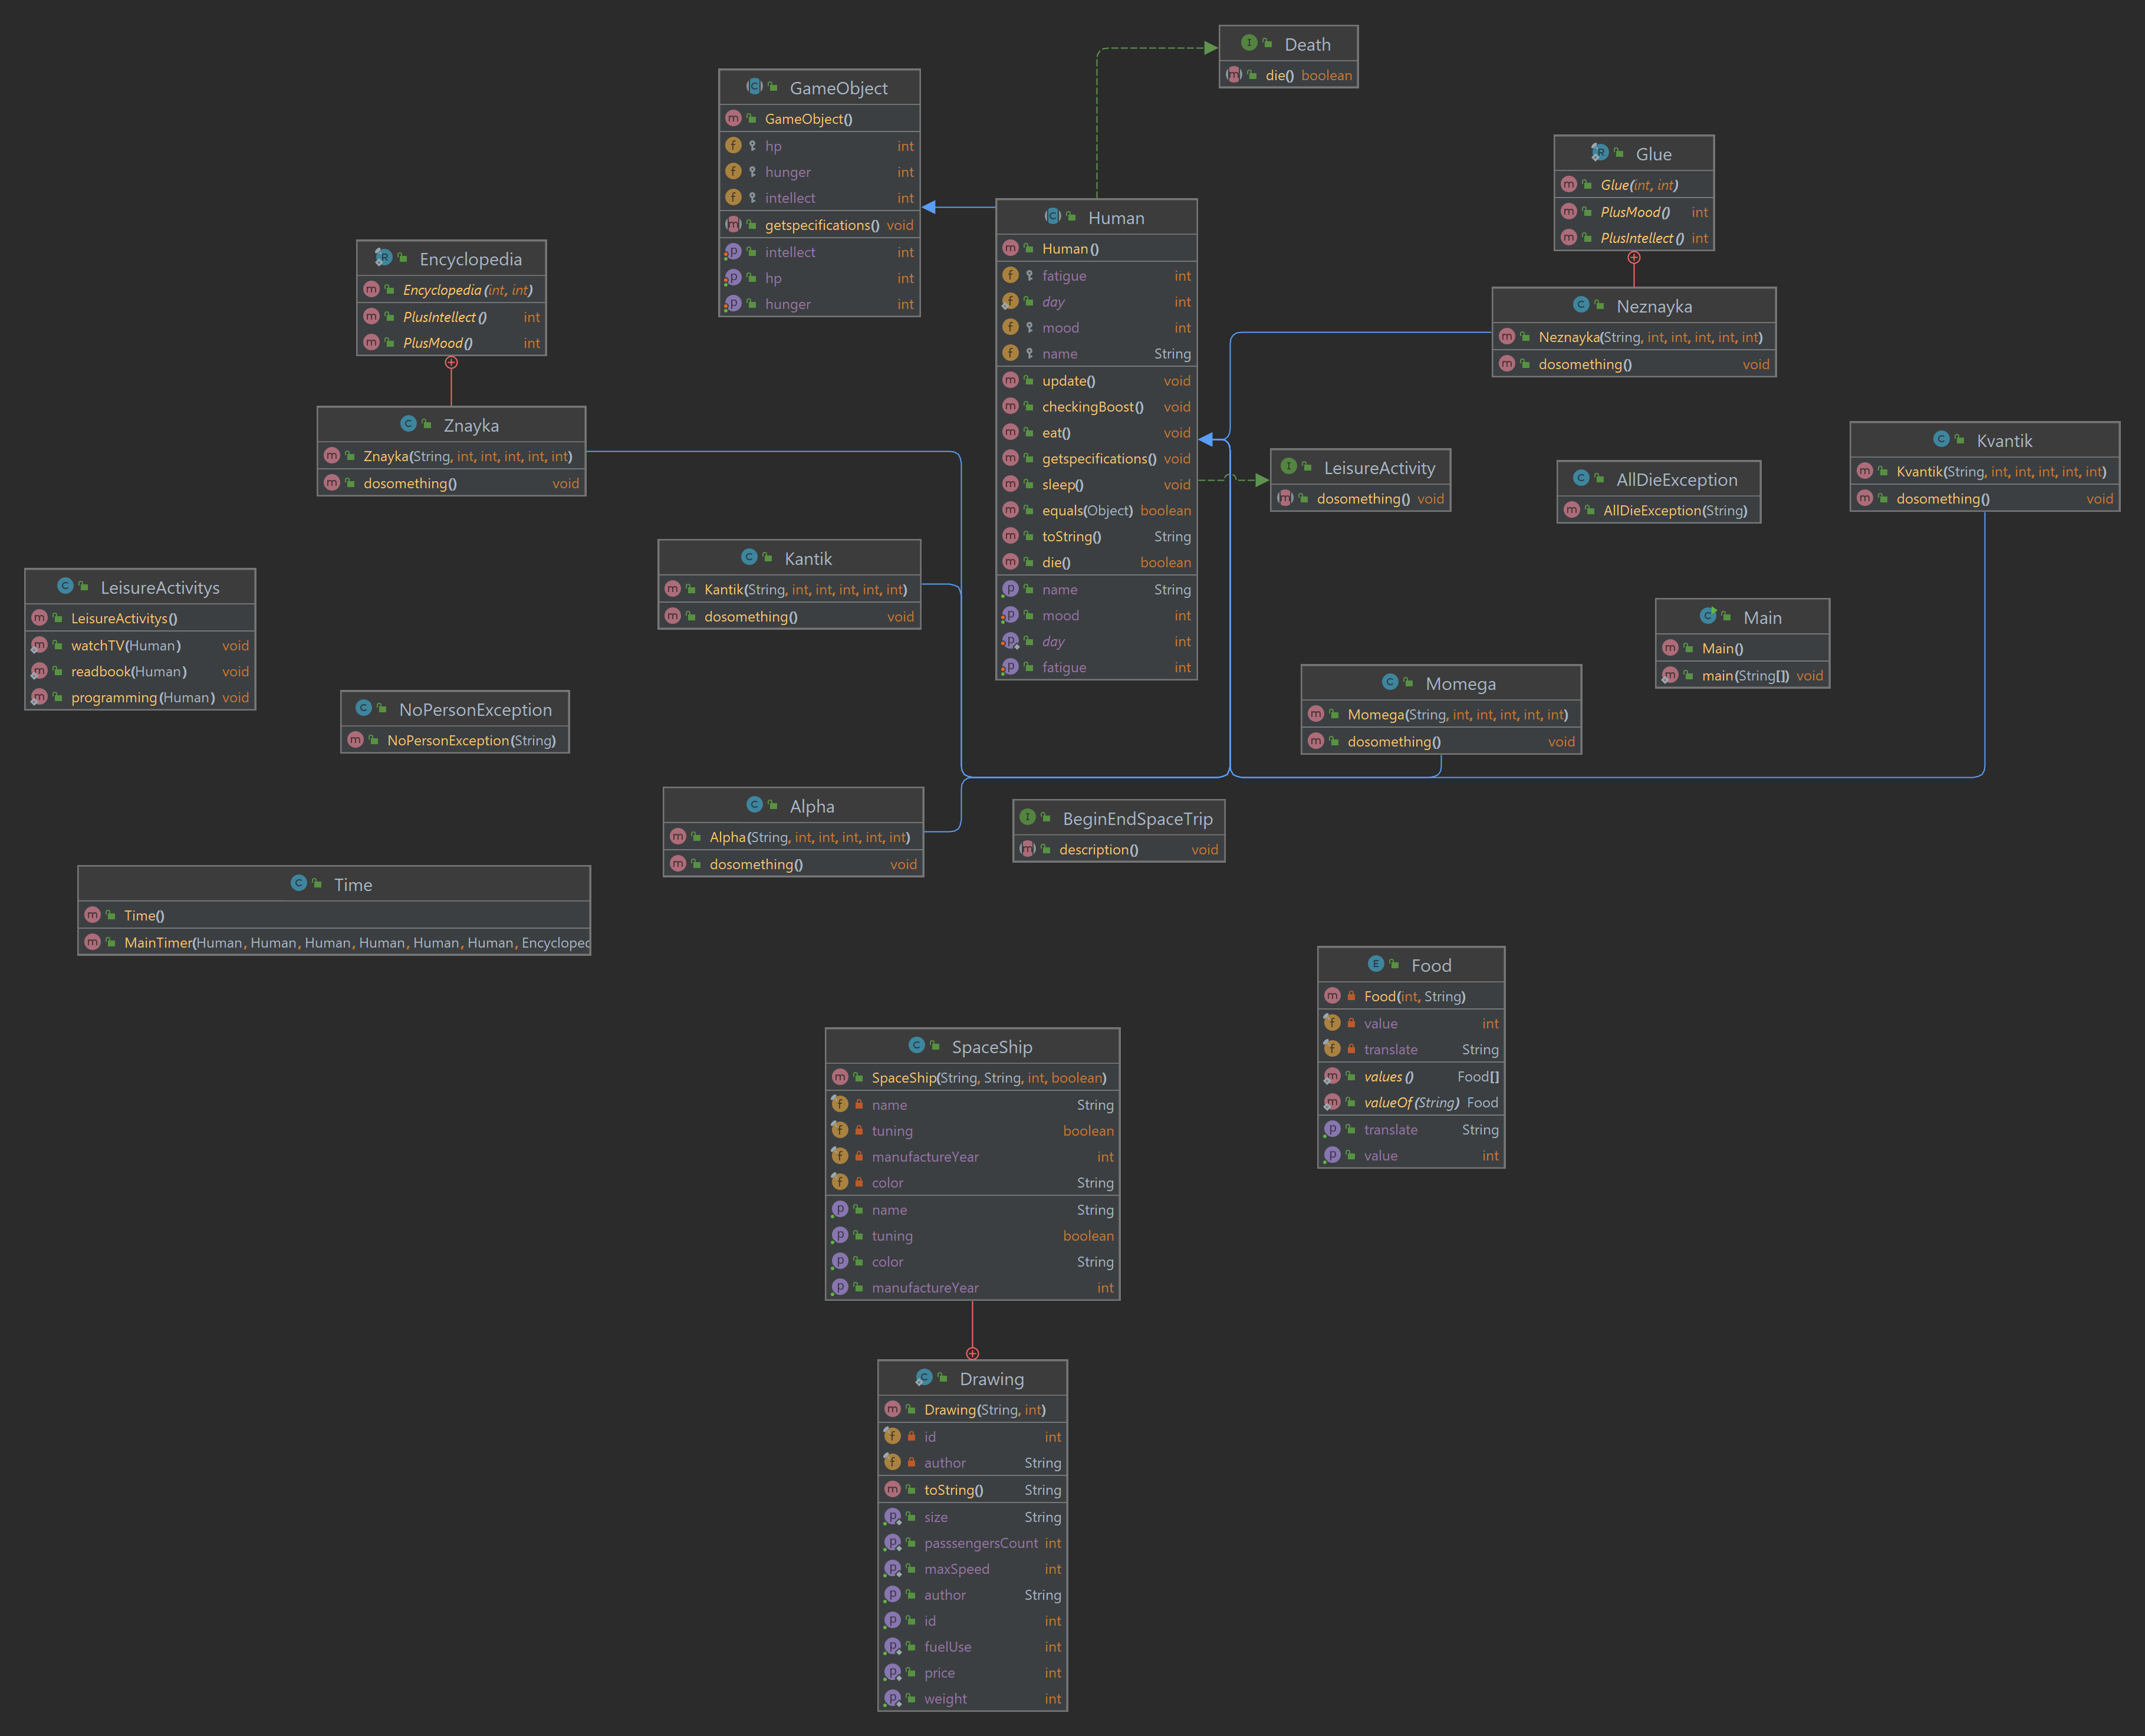 Death
die() boolean
GameObject
GameObject()
hp int
hunger int
intellect int
getspecifications() void
intellect int
hp int
hunger int
Glue
Glue(int, int)
PlusMood() int
PlusIntellect() int
Human
Human()
fatigue int
day int
mood int
name String
update() void
checkingBoost() void
eat() void
getspecifications() void
sleep() void
equals(Object) boolean
toString() String
die() boolean
name String
mood int
day int
fatigue int
Encyclopedia
Encyclopedia(int, int)
PlusIntellect() int
PlusMood() int
Neznayka
Neznayka(String, int, int, int, int, int)
dosomething() void
Znayka
Znayka(String, int, int, int, int, int)
dosomething() void
Kvantik
Kvantik(String, int, int, int, int, int)
dosomething() void
LeisureActivity
dosomething() void
AllDieException
AllDieException(String)
Kantik
Kantik(String, int, int, int, int, int)
dosomething() void
LeisureActivitys
LeisureActivitys()
watchTV(Human) void
readbook(Human) void
programming(Human) void
Main
Main()
main(String[]) void
Momega
Momega(String, int, int, int, int, int)
dosomething() void
NoPersonException
NoPersonException(String)
Alpha
Alpha(String, int, int, int, int, int)
dosomething() void
BeginEndSpaceTrip
description() void
Time
Time()
MainTimer(Human, Human, Human, Human, Human, Human, Encycloped
Food
Food(int, String)
value int
translate String
values() Food[]
valueOf(String) Food
translate String
value int
SpaceShip
SpaceShip(String, String, int, boolean)
name String
tuning boolean
manufactureYear int
color String
name String
tuning boolean
color String
manufactureYear int
Drawing
Drawing(String, int)
id int
author String
toString() String
size String
passsengersCount int
maxSpeed int
author String
id int
fuelUse int
price int
weight int